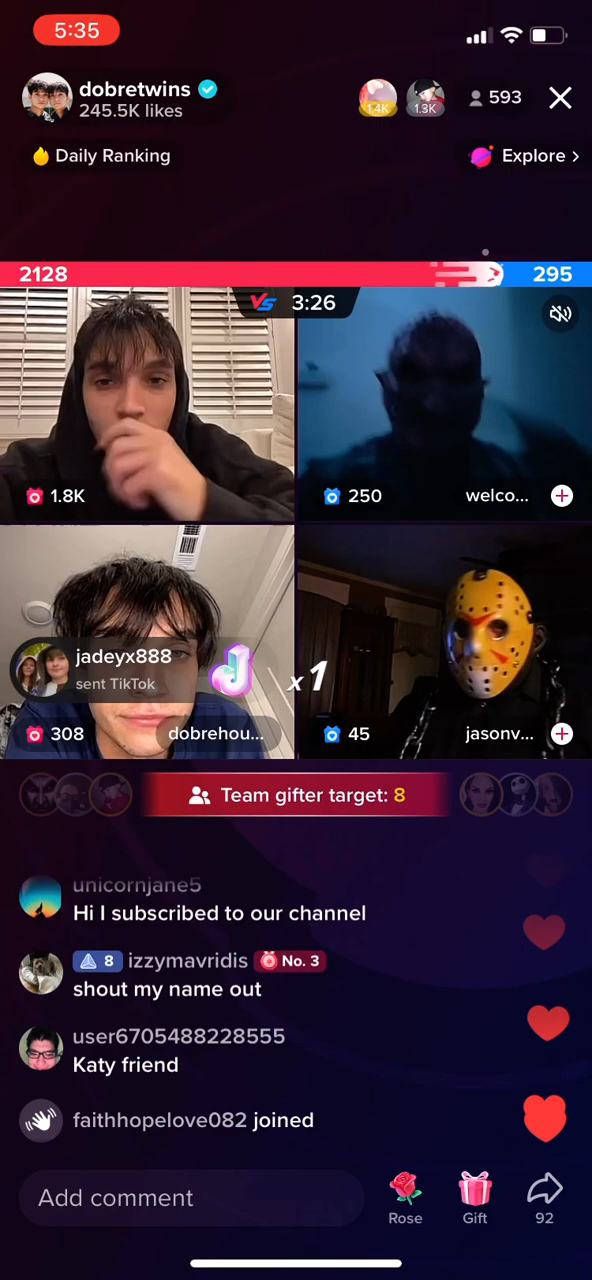 5:35
dobretwins
245.5K likes
1.4K
1.3K
593
Daily Ranking
Explore >
2128
295
VS 3:26
1.8K
250
welco...
jadeyx888
sent TikTok
x1
308
dobrehou...
45
jasonv...
Team gifter target: 8
unicornjane5
Hi I subscribed to our channel
8 izzymavridis No. 3
shout my name out
user6705488228555
Katy friend
faithhopelove082 joined
Add comment
Rose
Gift
92